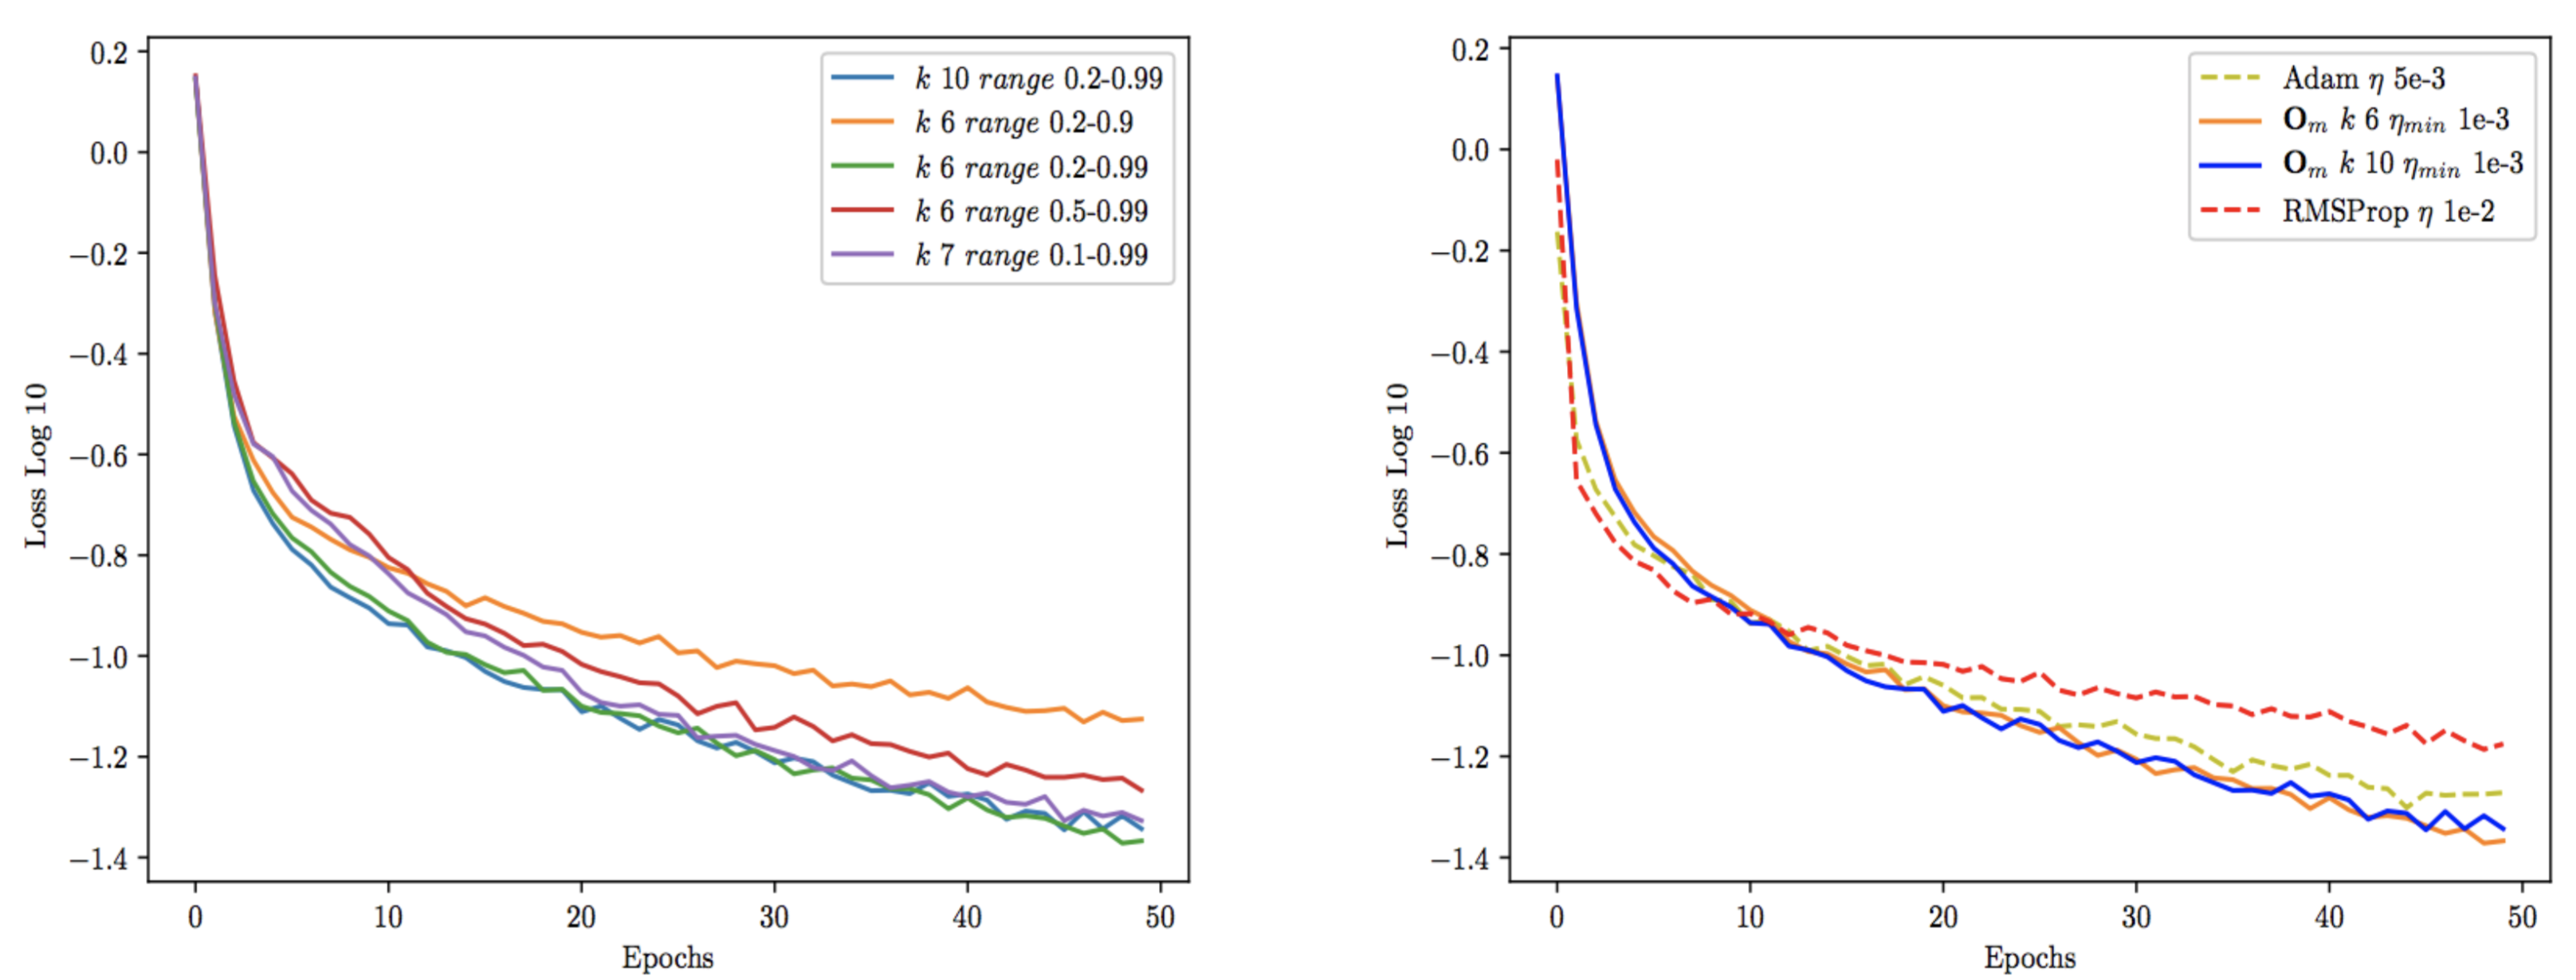 0.2
0.0
−0.2
−0.4
−0.6
−0.8
−1.0
−1.2
−1.4
Loss Log 10
0 10 20 30 40 50
Epochs
k 10 range 0.2-0.99
k 6 range 0.2-0.9
k 6 range 0.2-0.99
k 6 range 0.5-0.99
k 7 range 0.1-0.99
0.2
0.0
−0.2
−0.4
−0.6
−0.8
−1.0
−1.2
−1.4
Loss Log 10
0 10 20 30 40 50
Epochs
Adam η 5e-3
Om k 6 ηmin 1e-3
Om k 10 ηmin 1e-3
RMSProp η 1e-2